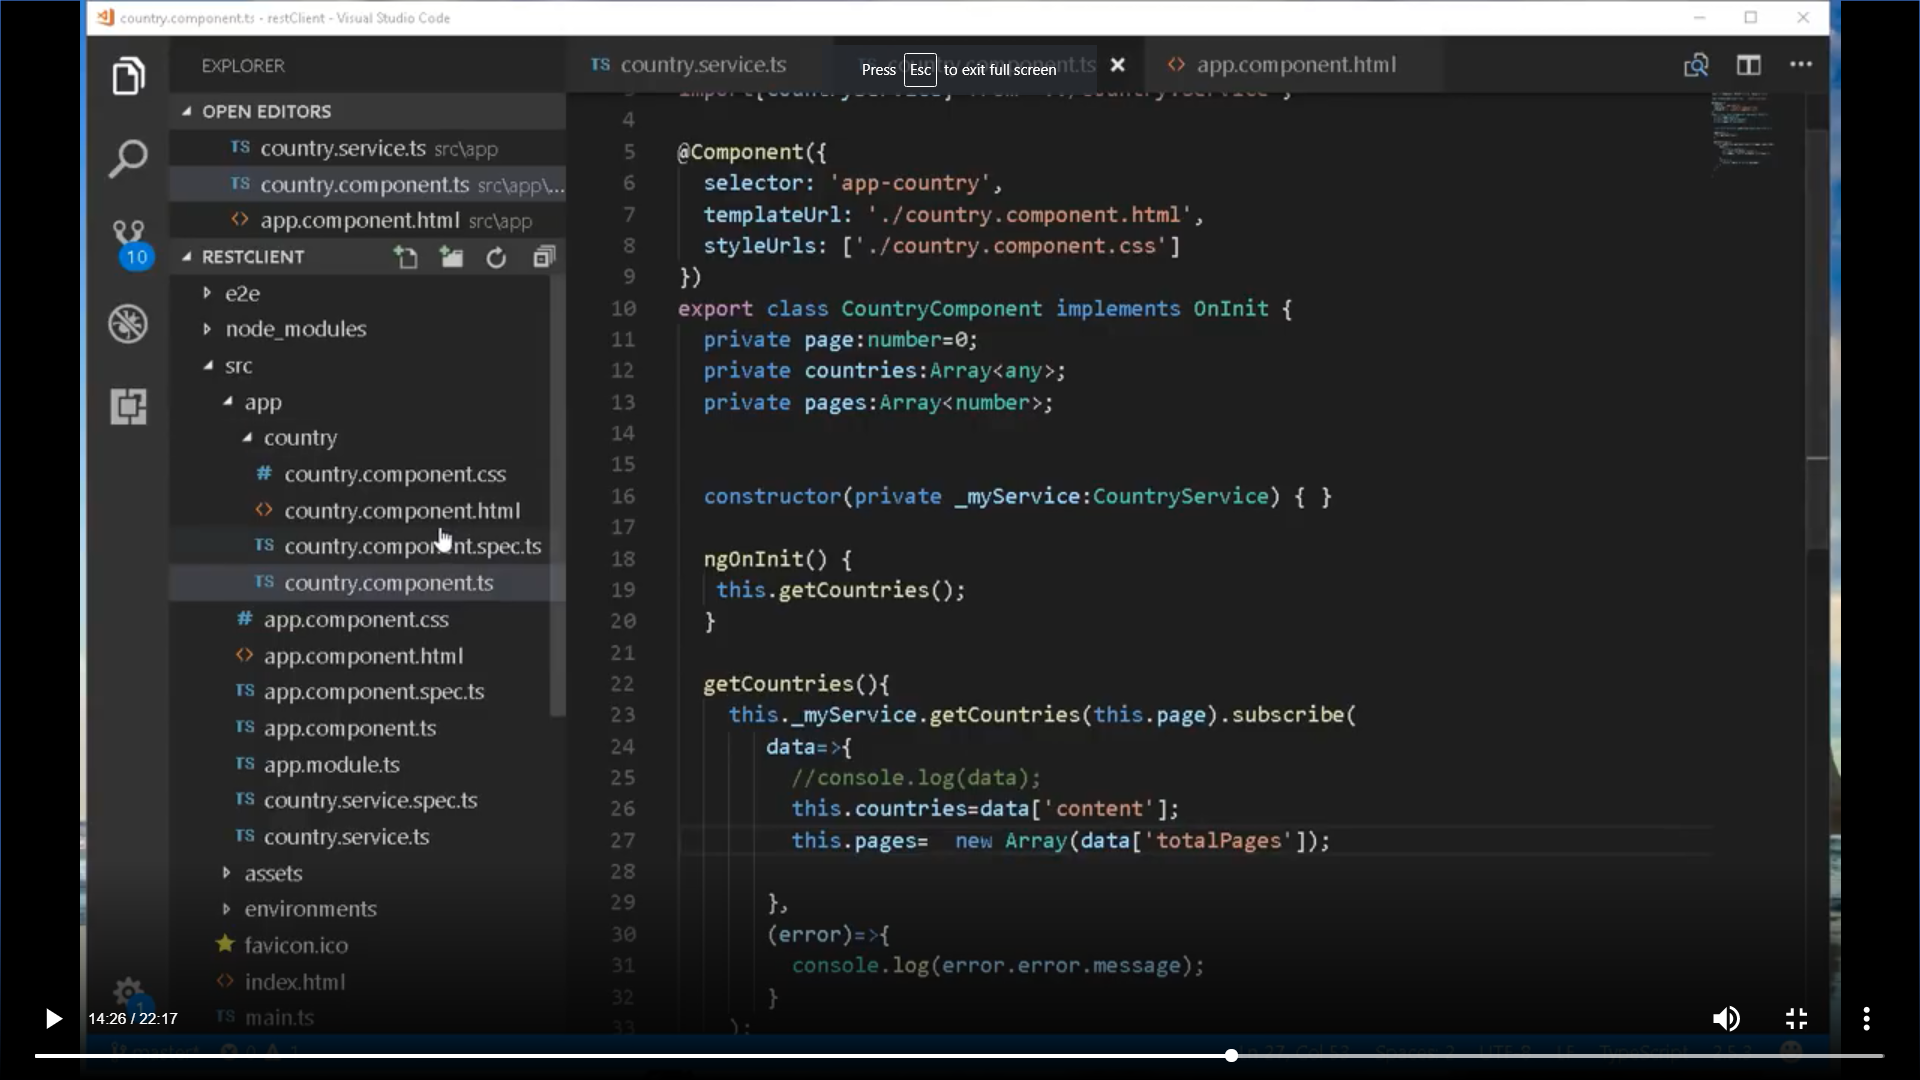 country.component.ts - restClient - Visual Studio Code
EXPLORER
TS country.service.ts
Press Esc to exit full screen
app.component.html
OPEN EDITORS
TS country.service.ts src\app
TS country.component.ts src\app\...
<> app.component.html src\app
10
RESTCLIENT
e2e
node_modules
src
app
country
# country.component.css
<> country.component.html
TS country.component.spec.ts
TS country.component.ts
# app.component.css
<> app.component.html
TS app.component.spec.ts
TS app.component.ts
TS app.module.ts
TS country.service.spec.ts
TS country.service.ts
assets
environments
favicon.ico
<> index.html
TS main.ts
4
5 @Component({
6 selector: 'app-country',
7 templateUrl: './country.component.html',
8 styleUrls: ['./country.component.css']
9 })
10 export class CountryComponent implements OnInit {
11 private page:number=0;
12 private countries:Array<any>;
13 private pages:Array<number>;
14
15
16 constructor(private _myService:CountryService) { }
17
18 ngOnInit() {
19 this.getCountries();
20 }
21
22 getCountries(){
23 this._myService.getCountries(this.page).subscribe(
24 data=>{
25 //console.log(data);
26 this.countries=data['content'];
27 this.pages= new Array(data['totalPages']);
28
29 },
30 (error)=>{
31 console.log(error.error.message);
32 }
33 );
14:26 / 22:17